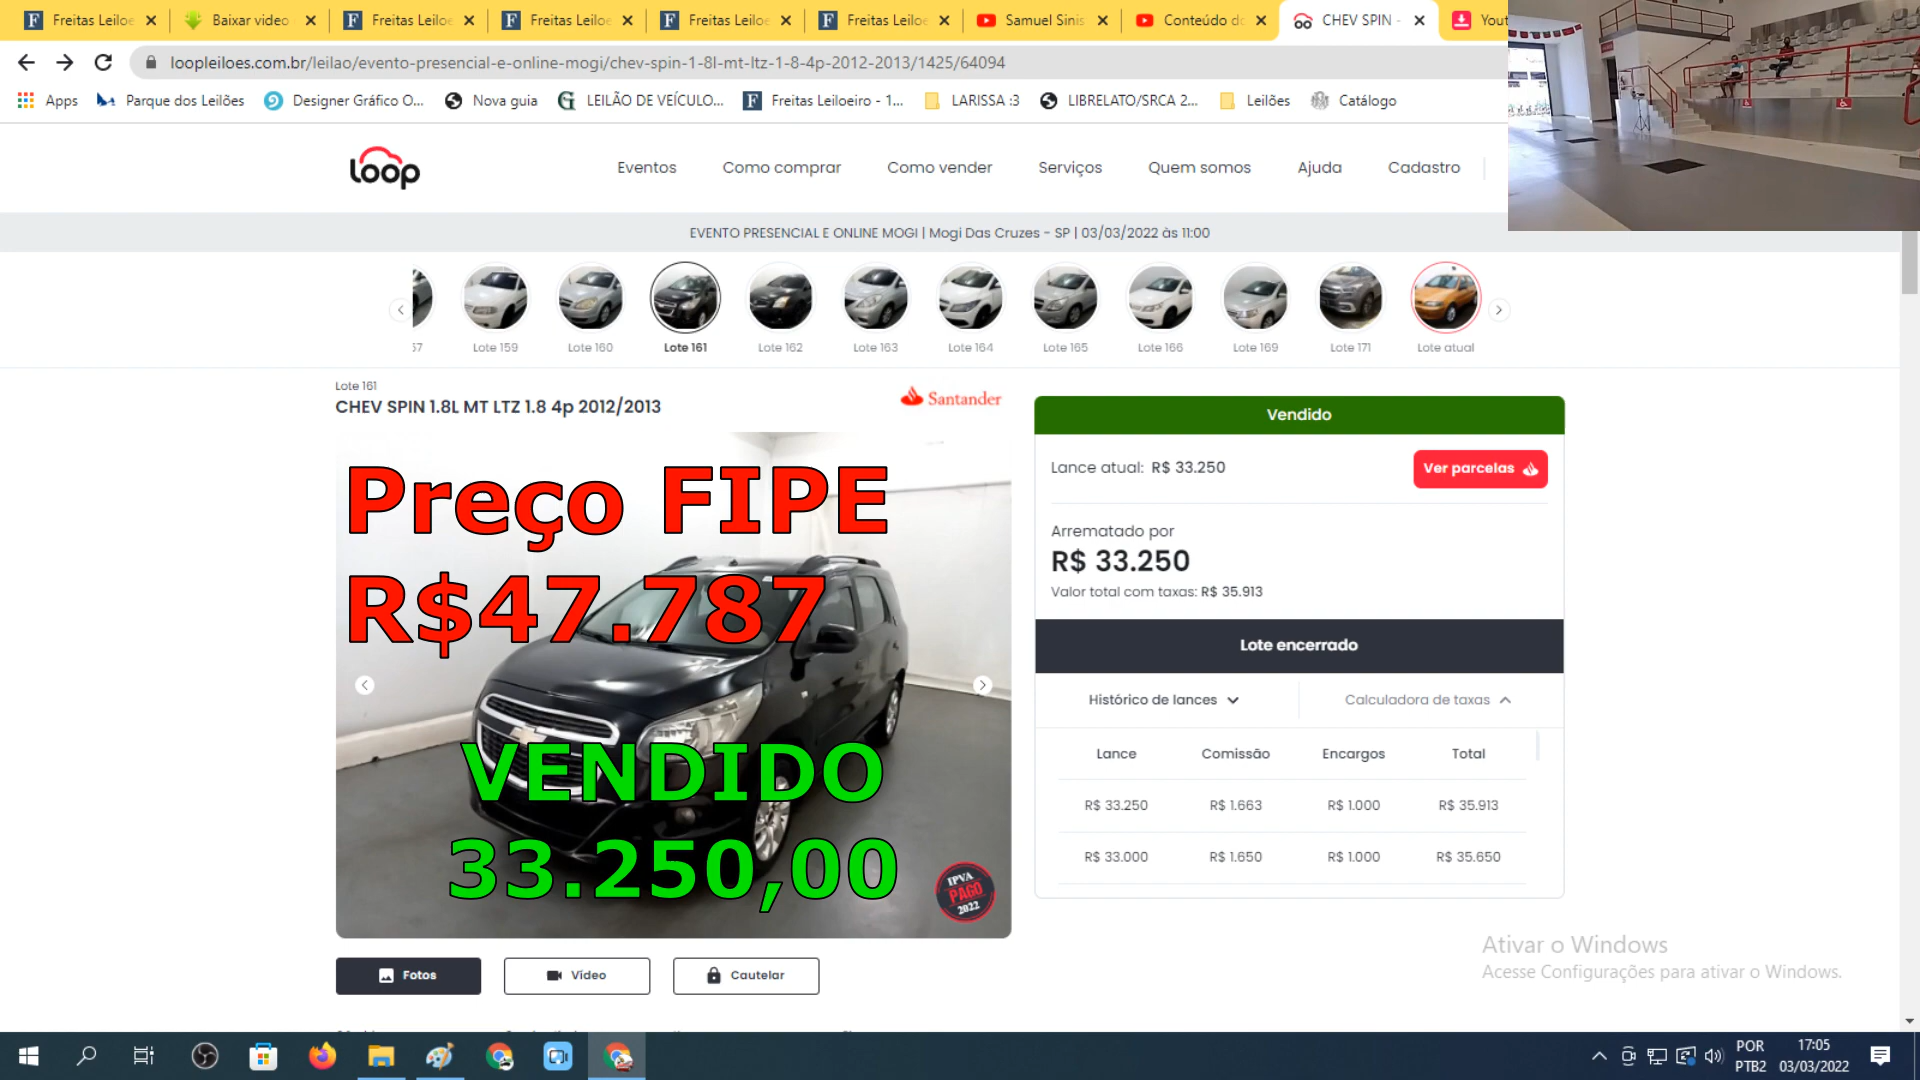 Freitas Leiloe
Baixar video
Freitas Leiloe
Freitas Leiloe
Freitas Leiloe
Freitas Leiloe
Samuel Sinis
Conteúdo do
CHEV SPIN -
Yout
loopleiloes.com.br/leilao/evento-presencial-e-online-mogi/chev-spin-1-8l-mt-ltz-1-8-4p-2012-2013/1425/64094
Apps
Parque dos Leilões
Designer Gráfico O...
Nova guia
LEILÃO DE VEÍCULO...
Freitas Leiloeiro - 1...
LARISSA :3
LIBRELATO/SRCA 2...
Leilões
Catálogo
loop
Eventos
Como comprar
Como vender
Serviços
Quem somos
Ajuda
Cadastro
EVENTO PRESENCIAL E ONLINE MOGI | Mogi Das Cruzes - SP | 03/03/2022 às 11:00
57
Lote 159
Lote 160
Lote 161
Lote 162
Lote 163
Lote 164
Lote 165
Lote 166
Lote 169
Lote 171
Lote atual
Lote 161
CHEV SPIN 1.8L MT LTZ 1.8 4p 2012/2013
Santander
Preço FIPE
R$47.787
VENDIDO
33.250,00
IPVA
PAGO
2022
Fotos
Vídeo
Cautelar
Vendido
Lance atual: R$ 33.250
Ver parcelas
Arrematado por
R$ 33.250
Valor total com taxas: R$ 35.913
Lote encerrado
Histórico de lances
Calculadora de taxas
Lance Comissão Encargos Total
R$ 33.250 R$ 1.663 R$ 1.000 R$ 35.913
R$ 33.000 R$ 1.650 R$ 1.000 R$ 35.650
Ativar o Windows
Acesse Configurações para ativar o Windows.
POR
PTB2
17:05
03/03/2022